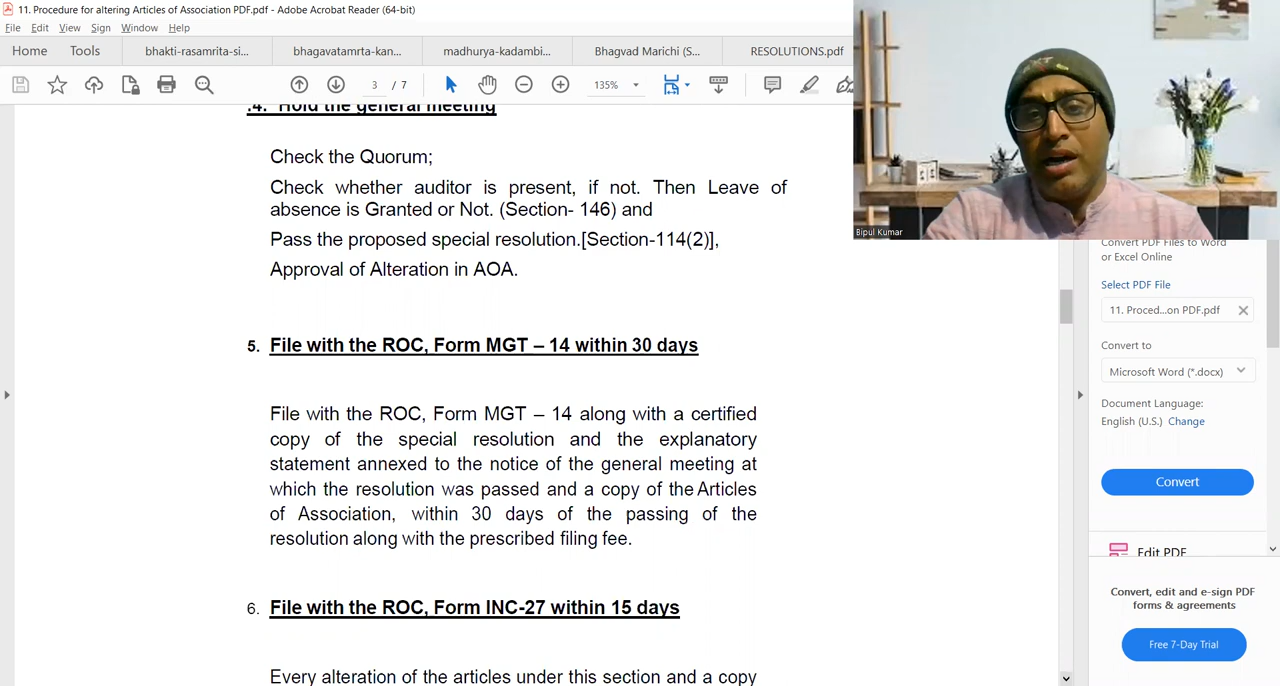 11. Procedure for altering Articles of Association PDF.pdf - Adobe Acrobat Reader (64-bit)
File Edit View Sign Window Help
Home Tools bhakti-rasamrita-si... bhagavatamrta-kan... madhurya-kadambi... Bhagvad Marichi (S... RESOLUTIONS.pdf
3 / 7 135%
.4. Hold the general meeting
Check the Quorum;
Check whether auditor is present, if not. Then Leave of
absence is Granted or Not. (Section- 146) and
Pass the proposed special resolution.[Section-114(2)],
Approval of Alteration in AOA.
5. File with the ROC, Form MGT – 14 within 30 days
File with the ROC, Form MGT – 14 along with a certified
copy of the special resolution and the explanatory
statement annexed to the notice of the general meeting at
which the resolution was passed and a copy of the Articles
of Association, within 30 days of the passing of the
resolution along with the prescribed filing fee.
6. File with the ROC, Form INC-27 within 15 days
Every alteration of the articles under this section and a copy
Bipul Kumar
Convert PDF Files to Word
or Excel Online
Select PDF File
11. Proced...on PDF.pdf
Convert to
Microsoft Word (*.docx)
Document Language:
English (U.S.) Change
Convert
Edit PDF
Convert, edit and e-sign PDF
forms & agreements
Free 7-Day Trial